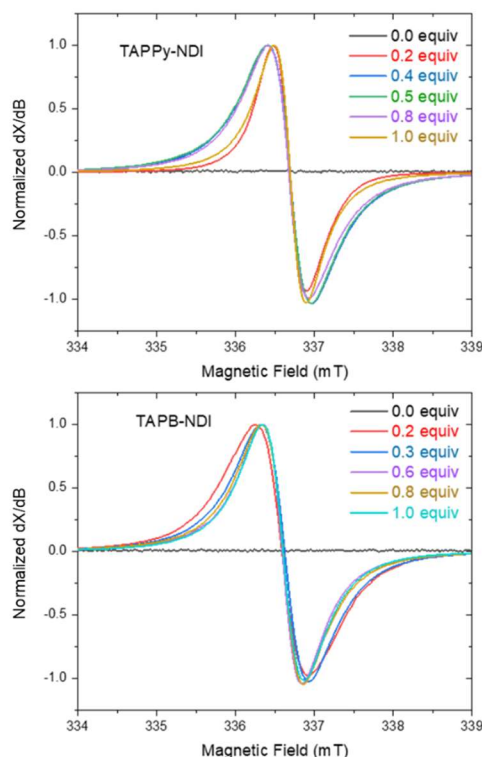 TAPPy-NDI
0.0 equiv
0.2 equiv
0.4 equiv
0.5 equiv
0.8 equiv
1.0 equiv
Normalized dX/dB
1.0
0.5
0.0
-0.5
-1.0
334 335 336 337 338 339
Magnetic Field (mT)
TAPB-NDI
0.0 equiv
0.2 equiv
0.3 equiv
0.6 equiv
0.8 equiv
1.0 equiv
Normalized dX/dB
1.0
0.5
0.0
-0.5
-1.0
334 335 336 337 338 339
Magnetic Field (mT)